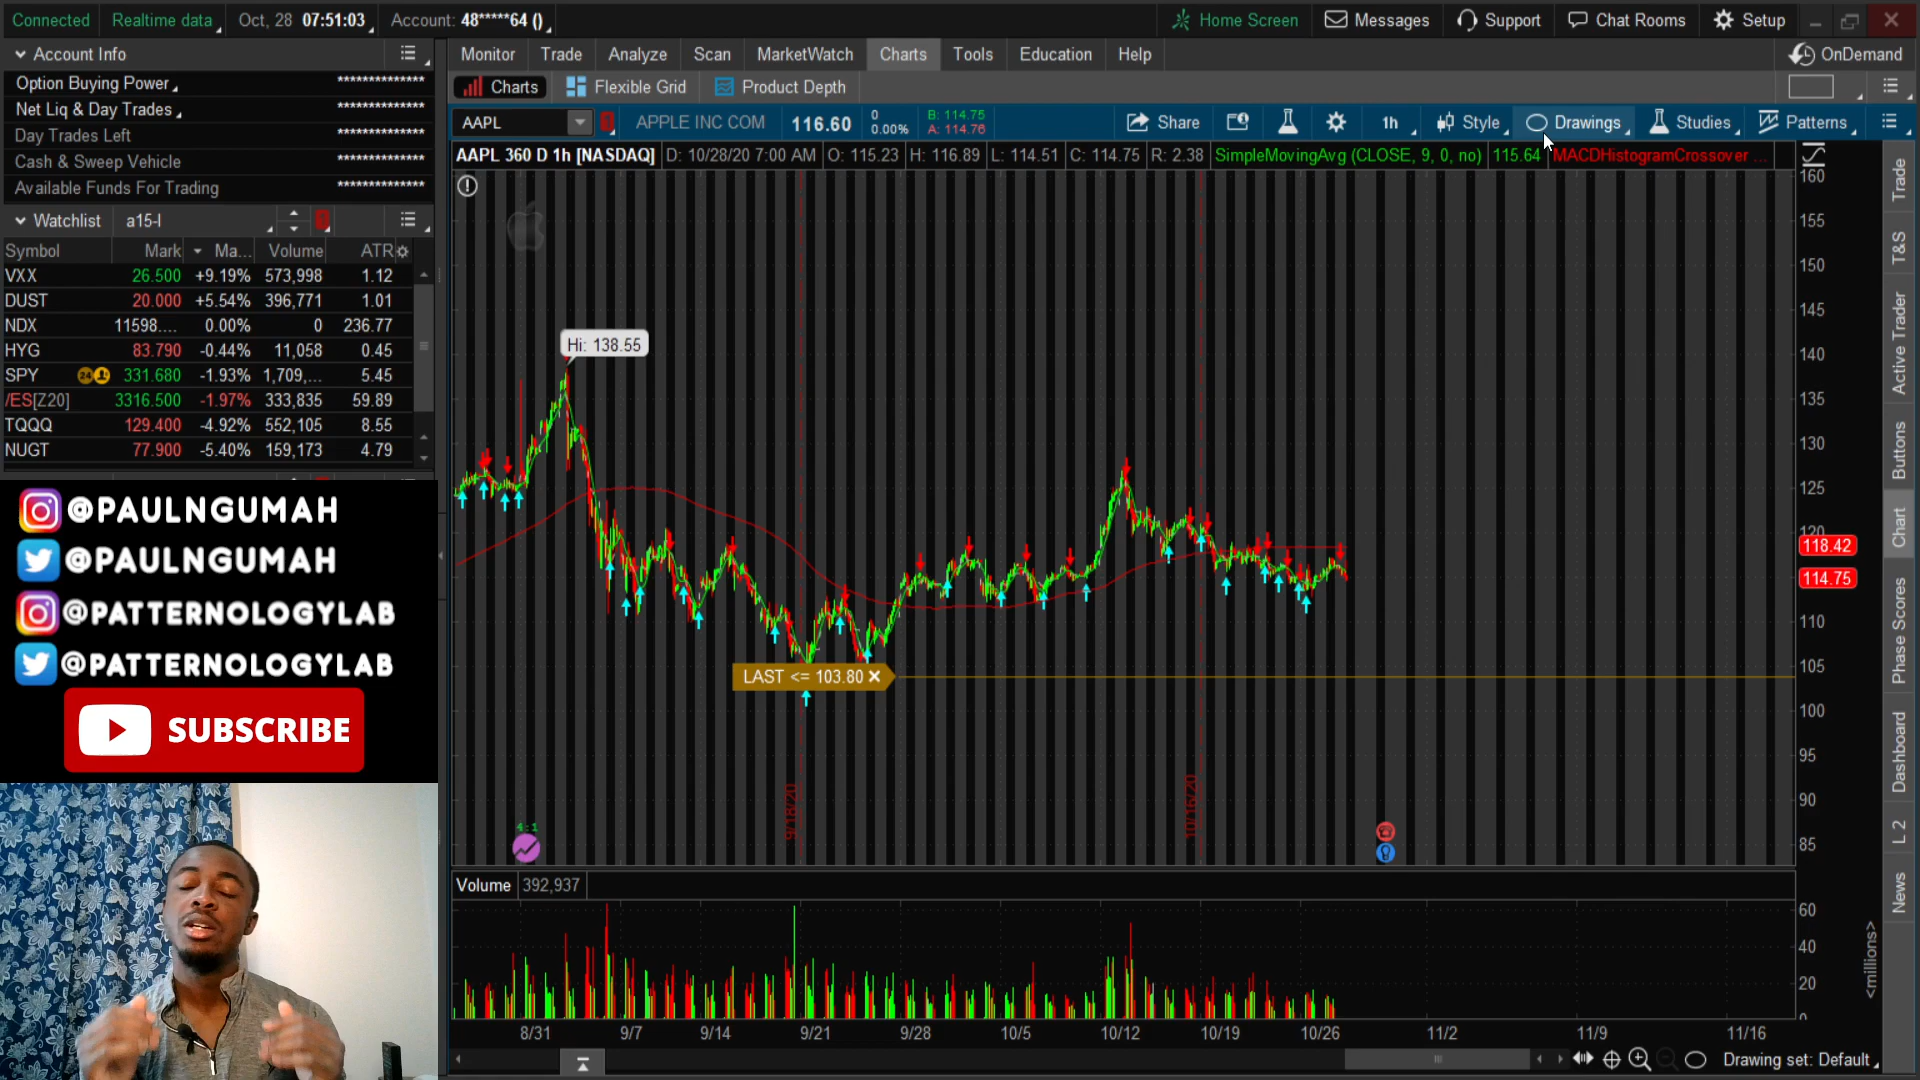 Connected Realtime data Oct, 28 07:51:03 Account: 48*****64 () Home Screen Messages Support Chat Rooms Setup
Account Info Monitor Trade Analyze Scan MarketWatch Charts Tools Education Help OnDemand
Option Buying Power **************
Charts Flexible Grid Product Depth
Net Liq & Day Trades **************
Day Trades Left **************
Cash & Sweep Vehicle **************
Available Funds For Trading **************
AAPL APPLE INC COM 116.60 0 0.00% B: 114.75 A: 114.76 Share 1h Style Drawings Studies Patterns
AAPL 360 D 1h [NASDAQ] D: 10/28/20 7:00 AM O: 115.23 H: 116.89 L: 114.51 C: 114.75 R: 2.38 SimpleMovingAvg (CLOSE, 9, 0, no) 115.64 MACDHistogramCrossover ...
Watchlist a15-l
Symbol Mark Ma... Volume ATR
VXX 26.500 +9.19% 573,998 1.12
DUST 20.000 +5.54% 396,771 1.01
NDX 11598.... 0.00% 0 236.77
HYG 83.790 -0.44% 11,058 0.45
SPY 331.680 -1.93% 1,709,... 5.45
/ES[Z20] 3316.500 -1.97% 333,835 59.89
TQQQ 129.400 -4.92% 552,105 8.55
NUGT 77.900 -5.40% 159,173 4.79
@PAULNGUMAH
@PAULNGUMAH
@PATTERNOLOGYLAB
@PATTERNOLOGYLAB
SUBSCRIBE
Hi: 138.55
LAST <= 103.80
9/18/20
10/16/20
4:1
160
155
150
145
140
135
130
125
120
118.42
114.75
110
105
100
95
90
85
Trade
T&S
Active Trader
Buttons
Chart
Phase Scores
Dashboard
L 2
News
Volume 392,937
60
40
20
0
<millions>
8/31 9/7 9/14 9/21 9/28 10/5 10/12 10/19 10/26 11/2 11/9 11/16
Drawing set: Default